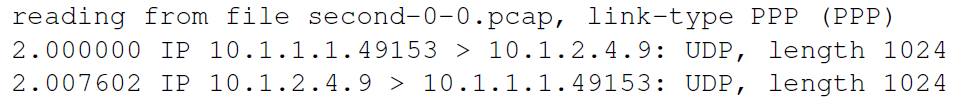 reading from file second-0-0.pcap, link-type PPP (PPP)
2.000000 IP 10.1.1.1.49153 > 10.1.2.4.9: UDP, length 1024
2.007602 IP 10.1.2.4.9 > 10.1.1.1.49153: UDP, length 1024